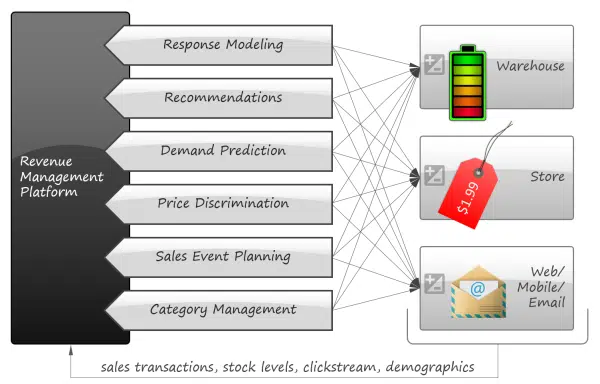 Revenue
Management
Platform
Response Modeling
Recommendations
Demand Prediction
Price Discrimination
Sales Event Planning
Category Management
Warehouse
$1.99
Store
@
Web/
Mobile/
Email
sales transactions, stock levels, clickstream, demographics